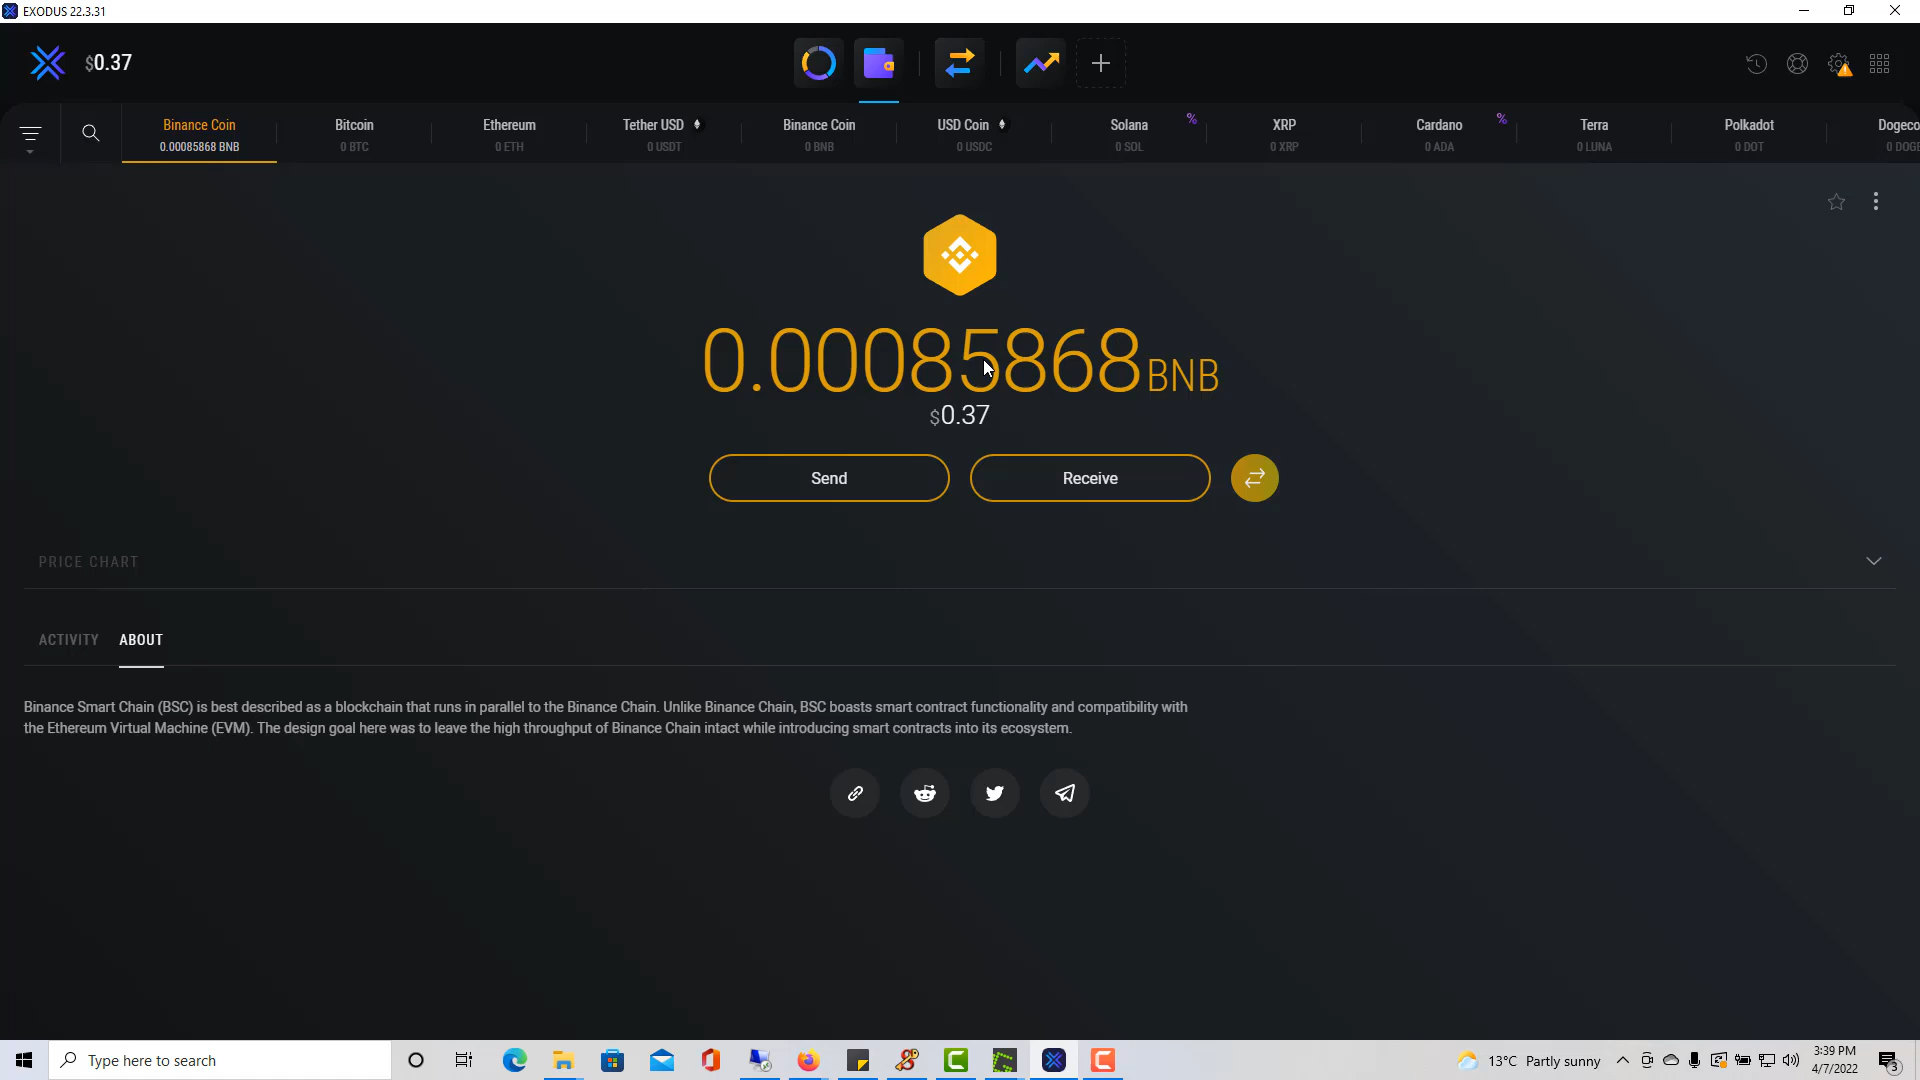 EXODUS 22.3.31
$0.37
Binance Coin
0.00085868 BNB
Bitcoin
0 BTC
Ethereum
0 ETH
Tether USD
0 USDT
Binance Coin
0 BNB
USD Coin
0 USDC
Solana
0 SOL
%
XRP
0 XRP
Cardano
0 ADA
%
Terra
0 LUNA
Polkadot
0 DOT
Dogeco
0 DOGE
0.00085868 BNB
$0.37
Send
Receive
PRICE CHART
ACTIVITY ABOUT
Binance Smart Chain (BSC) is best described as a blockchain that runs in parallel to the Binance Chain. Unlike Binance Chain, BSC boasts smart contract functionality and compatibility with
the Ethereum Virtual Machine (EVM). The design goal here was to leave the high throughput of Binance Chain intact while introducing smart contracts into its ecosystem.
Type here to search
13°C Partly sunny
3:39 PM
4/7/2022
3